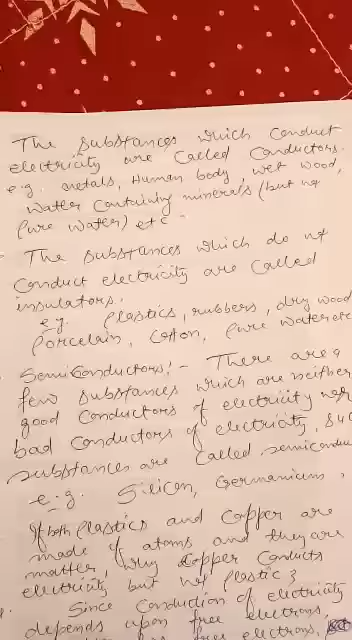 The substances which conduct
electricity are called conductors.
e.g. metals, Human body, wet wood,
water containing minerals (but not
Pure water) etc.
The substances which do not
conduct electricity are called
insulators.
e.g. Plastics, rubbers, dry wood
Porcelain, Cotton, Pure water etc
Semiconductors:- There are a
few substances which are neither
good conductors of electricity nor
bad conductors of electricity, suc
substances are called semiconduc
e.g. Silicon, Germanium,
If both Plastics and Copper are
made of atoms and they are
matter, why copper conducts
electricity but not plastic?
Since conduction of electricity
depends upon free electrons,
free electrons,